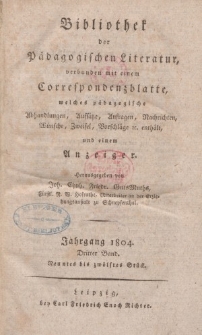 Bibliothek
der
Pädagogischen Literatur,
verbunden mit einem
Correspondenzblatte,
welches pädagogische
Abhandlungen, Aufsätze, Anfragen, Nachrichten,
Wünsche, Zweifel, Vorschläge ec. enthält,
und einem
Anzeiger.
Herausgegeben von
Joh. Chph. Friedr. GutsMuths,
Jahrgang 1804.
Dritter Band.
Neuntes bis zwölftes Stück.
Leipzig,
bey Carl Friedrich Enoch Richter.